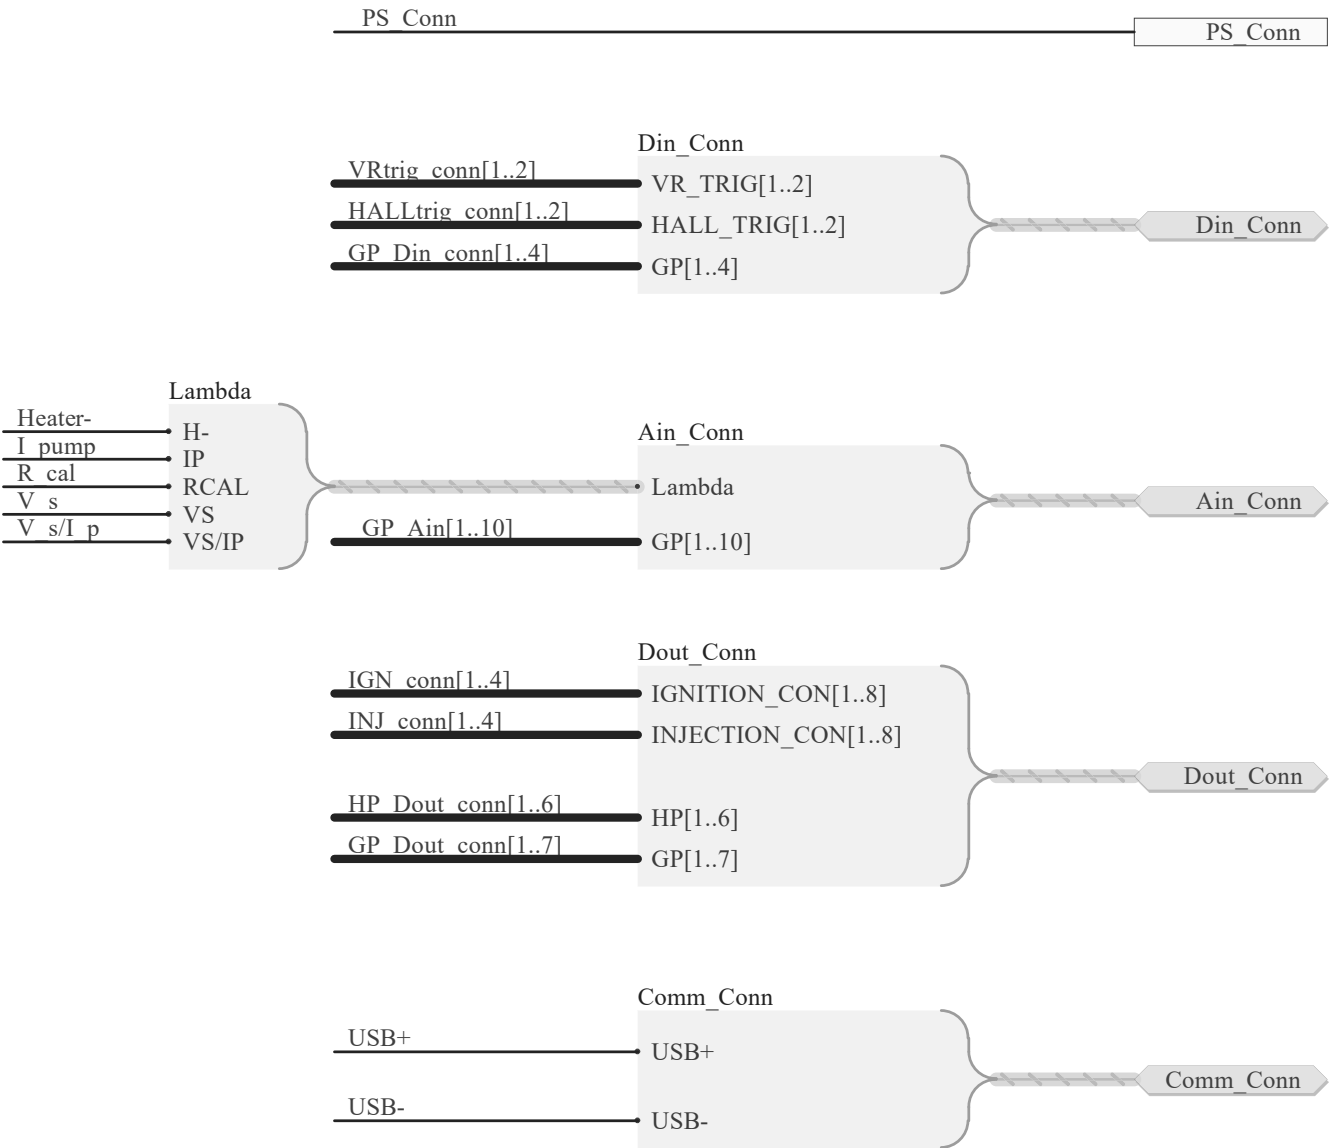 PS_Conn
PS_Conn
Din_Conn
VRtrig_conn[1..2]
VR_TRIG[1..2]
HALLtrig_conn[1..2]
HALL_TRIG[1..2]
Din_Conn
GP_Din_conn[1..4]
GP[1..4]
Lambda
Heater-
H-
I_pump
IP
R_cal
RCAL
V_s
VS
V_s/I_p
VS/IP
Ain_Conn
Lambda
Ain_Conn
GP_Ain[1..10]
GP[1..10]
Dout_Conn
IGN_conn[1..4]
IGNITION_CON[1..8]
INJ_conn[1..4]
INJECTION_CON[1..8]
Dout_Conn
HP_Dout_conn[1..6]
HP[1..6]
GP_Dout_conn[1..7]
GP[1..7]
Comm_Conn
USB+
USB+
Comm_Conn
USB-
USB-